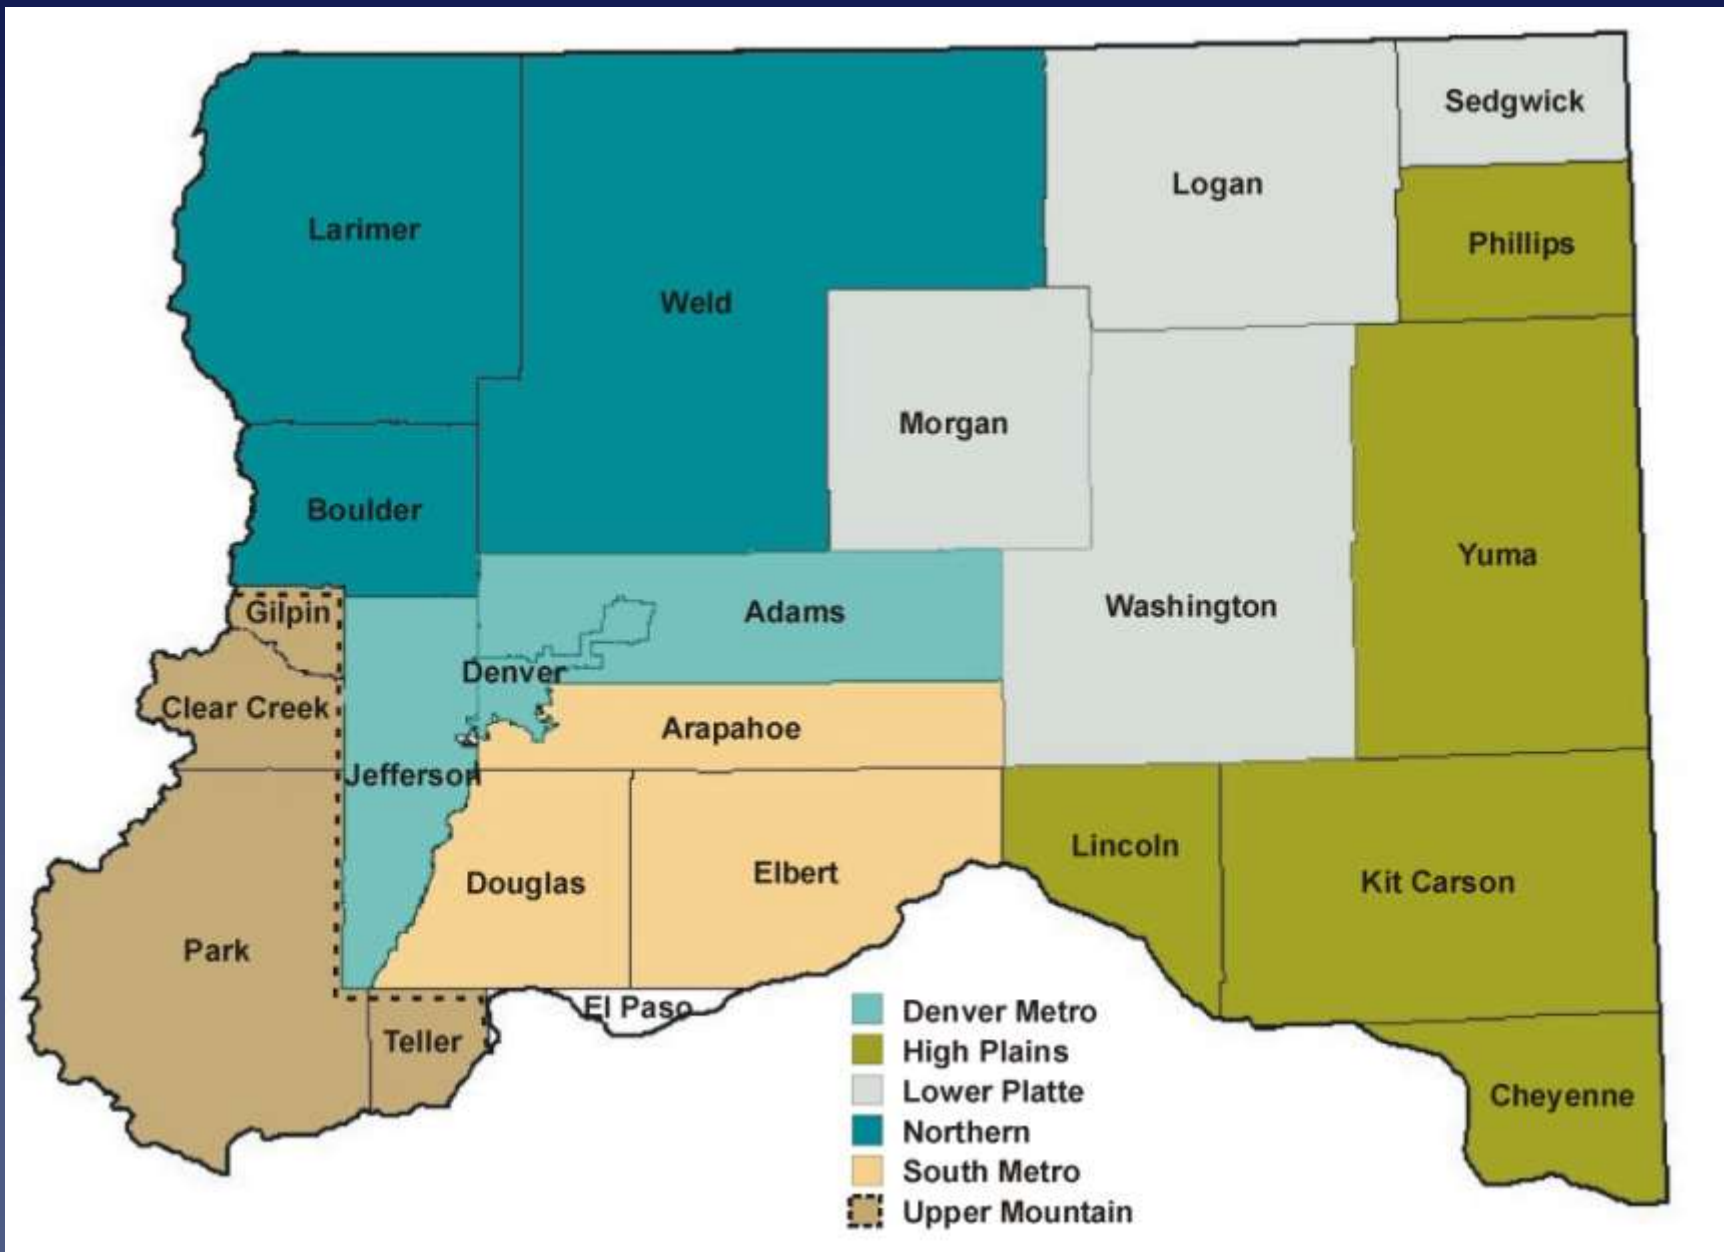 Sedgwick
Logan
Larimer
Phillips
Weld
Morgan
Boulder
Yuma
Gilpin
Adams
Washington
Denver
Clear Creek
Arapahoe
Jefferson
Lincoln
Douglas
Elbert
Kit Carson
Park
El Paso
Teller
Cheyenne
Denver Metro
High Plains
Lower Platte
Northern
South Metro
Upper Mountain